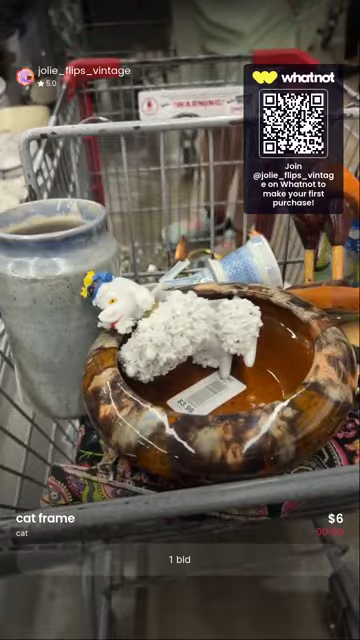 jolie_flips_vintage
★5.0
whatnot
Join
@jolie_flips_vintag
e on Whatnot to
make your first
purchase!
"WARNING"
$3.99
cat frame
$6
cat
1 bid